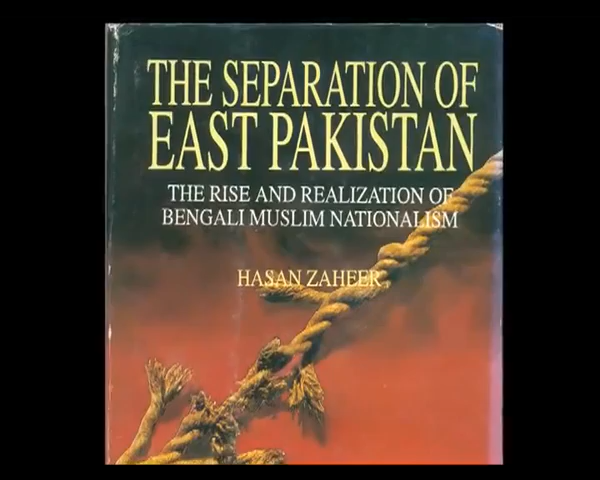 THE SEPARATION OF
EAST PAKISTAN
THE RISE AND REALIZATION OF
BENGALI MUSLIM NATIONALISM
HASAN ZAHEER